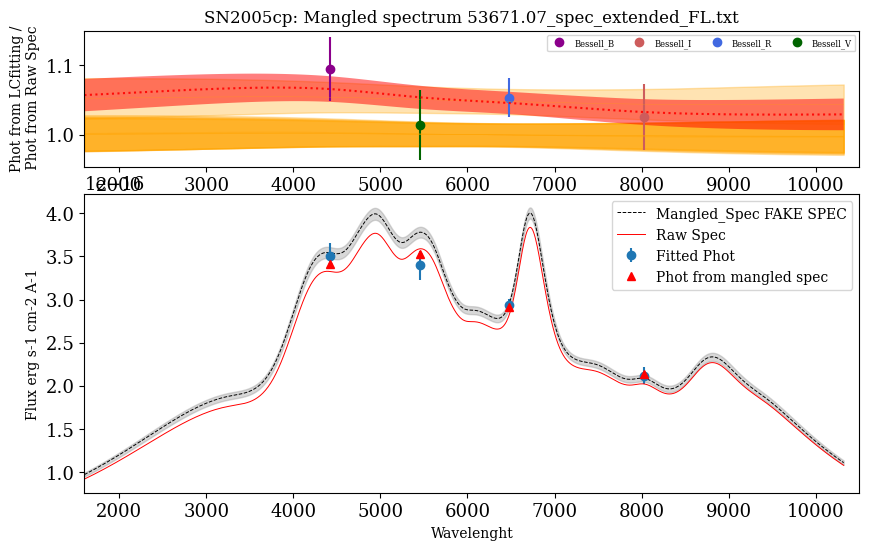 SN2005cp: Mangled spectrum 53671.07_spec_extended_FL.txt
Phot from LCfitting /
Phot from Raw Spec
1.1
1.0
Bessell_B Bessell_I Bessell_R Bessell_V
2000 3000 4000 5000 6000 7000 8000 9000 10000
1e−16
Flux erg s-1 cm-2 A-1
4.0
3.5
3.0
2.5
2.0
1.5
1.0
Mangled_Spec FAKE SPEC
Raw Spec
Fitted Phot
Phot from mangled spec
2000 3000 4000 5000 6000 7000 8000 9000 10000
Wavelenght